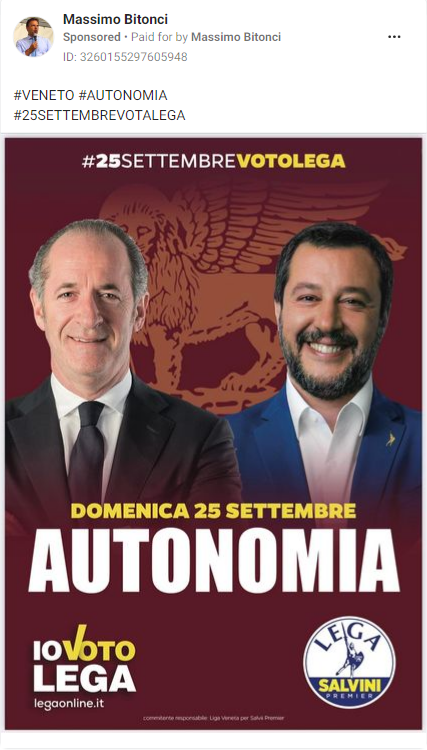 Massimo Bitonci
Sponsored • Paid for by Massimo Bitonci
ID: 3260155297605948
#VENETO #AUTONOMIA
#25SETTEMBREVOTALEGA
#25SETTEMBREVOTOLEGA
DOMENICA 25 SETTEMBRE
AUTONOMIA
IO VOTO
LEGA
legaonline.it
LEGA
SALVINI
PREMIER
committente responsabile: Liga Veneta per Salvini Premier